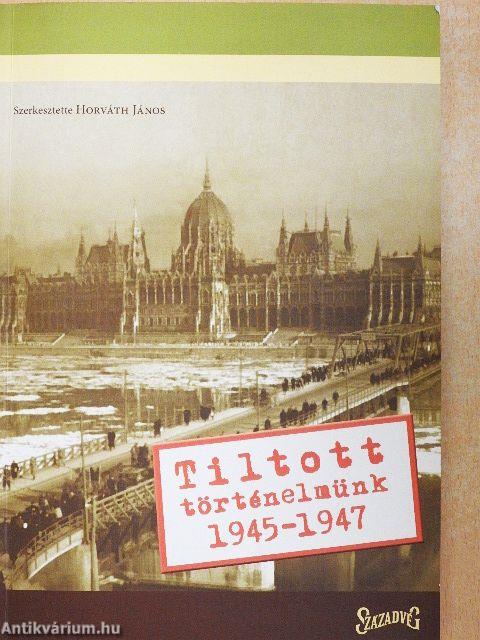 Szerkesztette HORVÁTH JÁNOS
Tiltott
történelmünk
1945-1947
SZÁZADVÉG
Antikvárium.hu